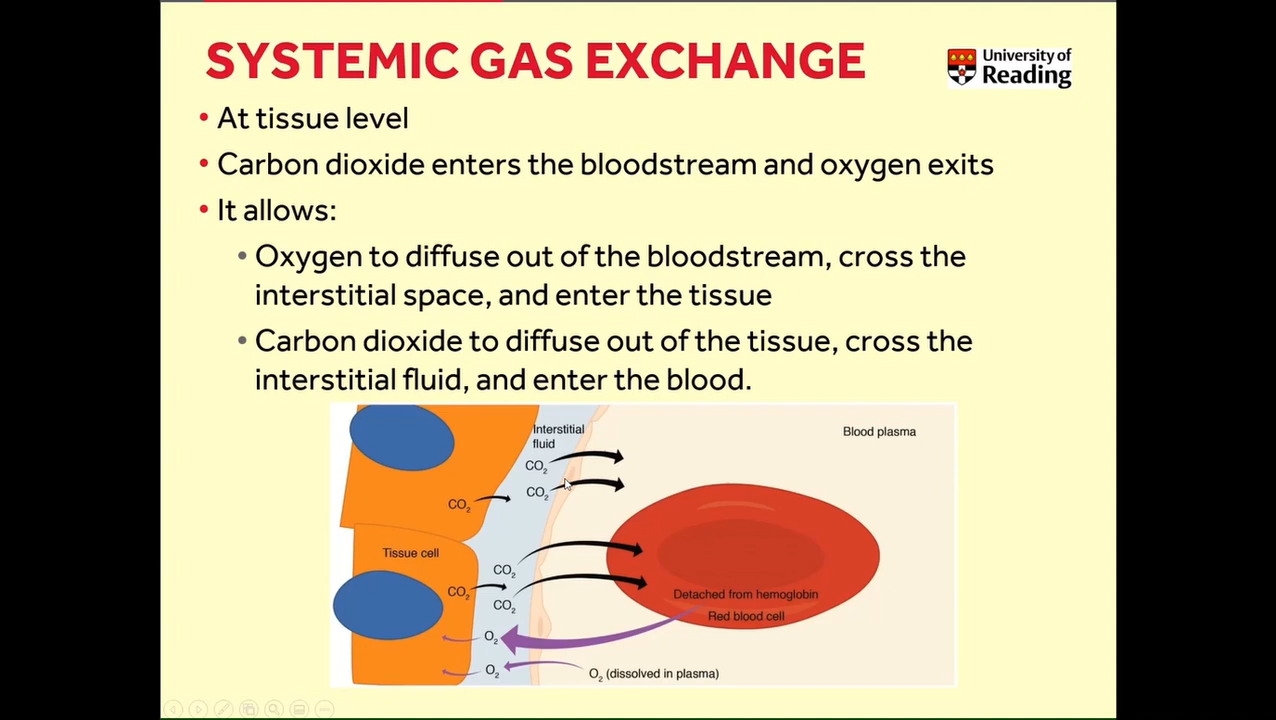 SYSTEMIC GAS EXCHANGE
University of
Reading
• At tissue level
• Carbon dioxide enters the bloodstream and oxygen exits
• It allows:
• Oxygen to diffuse out of the bloodstream, cross the
interstitial space, and enter the tissue
• Carbon dioxide to diffuse out of the tissue, cross the
interstitial fluid, and enter the blood.
Interstitial
fluid
Blood plasma
CO₂
CO₂
CO₂
Tissue cell
CO₂
CO₂
CO₂
Detached from hemoglobin
Red blood cell
O₂
O₂
O₂ (dissolved in plasma)